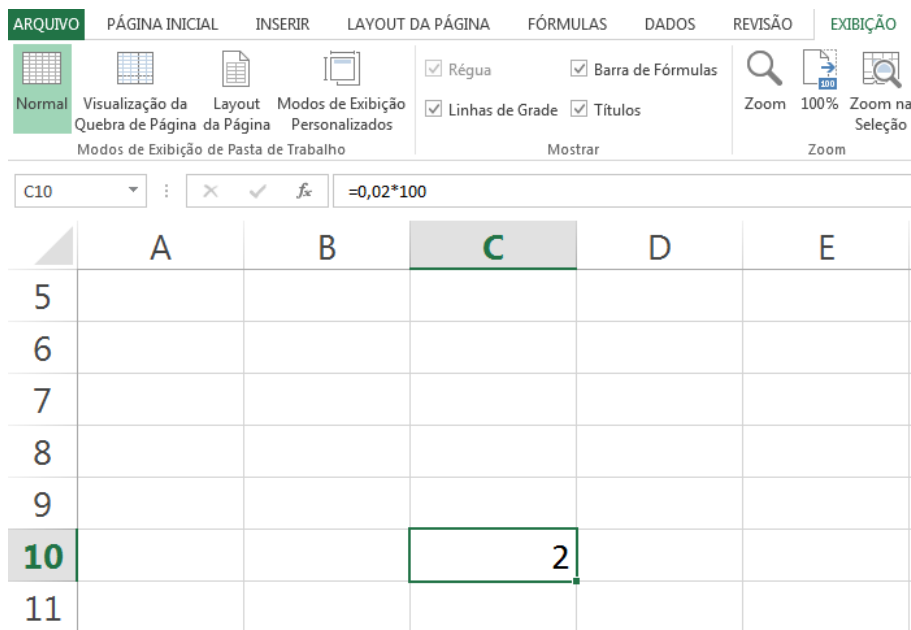 ARQUIVO PÁGINA INICIAL INSERIR LAYOUT DA PÁGINA FÓRMULAS DADOS REVISÃO EXIBIÇÃO
Normal
Visualização da
Quebra de Página
Layout
da Página
Modos de Exibição
Personalizados
Modos de Exibição de Pasta de Trabalho
Régua
Barra de Fórmulas
Linhas de Grade
Títulos
Mostrar
Zoom
100
100%
Zoom na
Seleção
Zoom
C10 fx =0,02*100
A B C D E
5
6
7
8
9
10 2
11